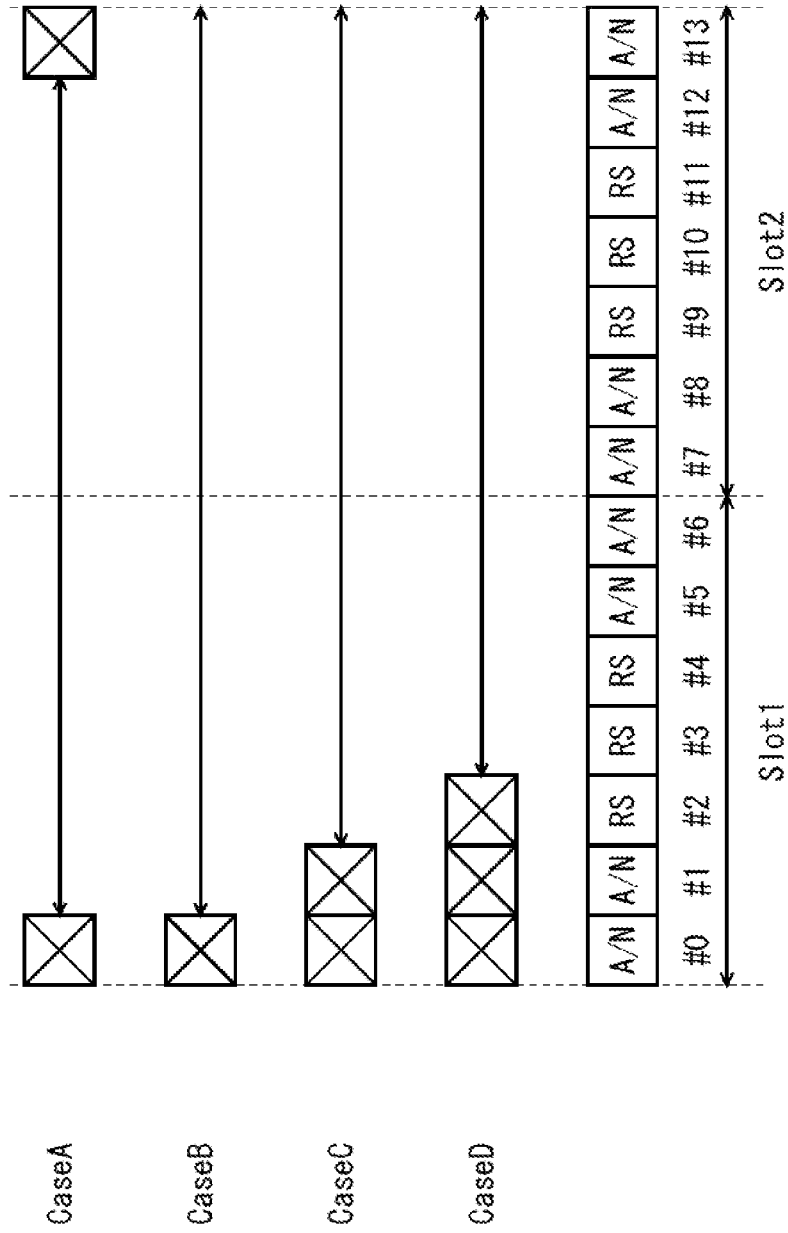 CaseA
CaseB
CaseC
CaseD
A/N A/N RS RS RS A/N A/N A/N A/N RS RS RS A/N A/N
#0 #1 #2 #3 #4 #5 #6 #7 #8 #9 #10 #11 #12 #13
Slot1 Slot2